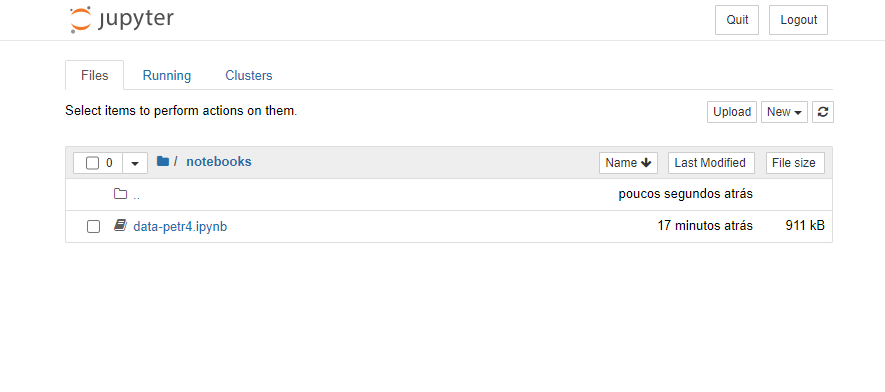 jupyter
Quit Logout
Files Running Clusters
Select items to perform actions on them.
Upload New
0 / notebooks Name Last Modified File size
.. poucos segundos atrás
data-petr4.ipynb 17 minutos atrás 911 kB